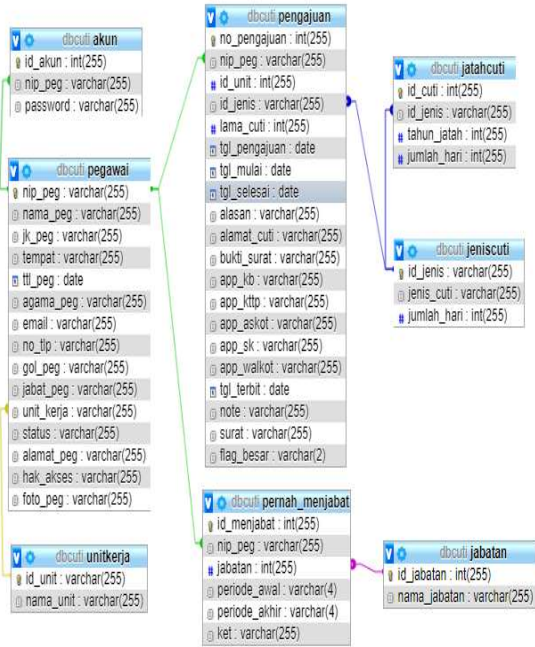 dbcuti akun
id_akun : int(255)
nip_peg : varchar(255)
password : varchar(255)
dbcuti pegawai
nip_peg : varchar(255)
nama_peg : varchar(255)
jk_peg : varchar(255)
tempat : varchar(255)
ttl_peg : date
agama_peg : varchar(255)
email : varchar(255)
no_tlp : varchar(255)
gol_peg : varchar(255)
jabat_peg : varchar(255)
unit_kerja : varchar(255)
status : varchar(255)
alamat_peg : varchar(255)
hak_akses : varchar(255)
foto_peg : varchar(255)
dbcuti unitkerja
id_unit : varchar(255)
nama_unit : varchar(255)
dbcuti pengajuan
no_pengajuan : int(255)
nip_peg : varchar(255)
id_unit : int(255)
id_jenis : varchar(255)
lama_cuti : int(255)
tgl_pengajuan : date
tgl_mulai : date
tgl_selesai : date
alasan : varchar(255)
alamat_cuti : varchar(255)
bukti_surat : varchar(255)
app_kb : varchar(255)
app_kttp : varchar(255)
app_askot : varchar(255)
app_sk : varchar(255)
app_walkot : varchar(255)
tgl_terbit : date
note : varchar(255)
surat : varchar(255)
flag_besar : varchar(2)
dbcuti pernah_menjabat
id_menjabat : int(255)
nip_peg : varchar(255)
jabatan : int(255)
periode_awal : varchar(4)
periode_akhir : varchar(4)
ket : varchar(255)
dbcuti jatahcuti
id_cuti : int(255)
id_jenis : varchar(255)
tahun_jatah : int(255)
jumlah_hari : int(255)
dbcuti jeniscuti
id_jenis : varchar(255)
jenis_cuti : varchar(255)
jumlah_hari : int(255)
dbcuti jabatan
id_jabatan : int(255)
nama_jabatan : varchar(255)